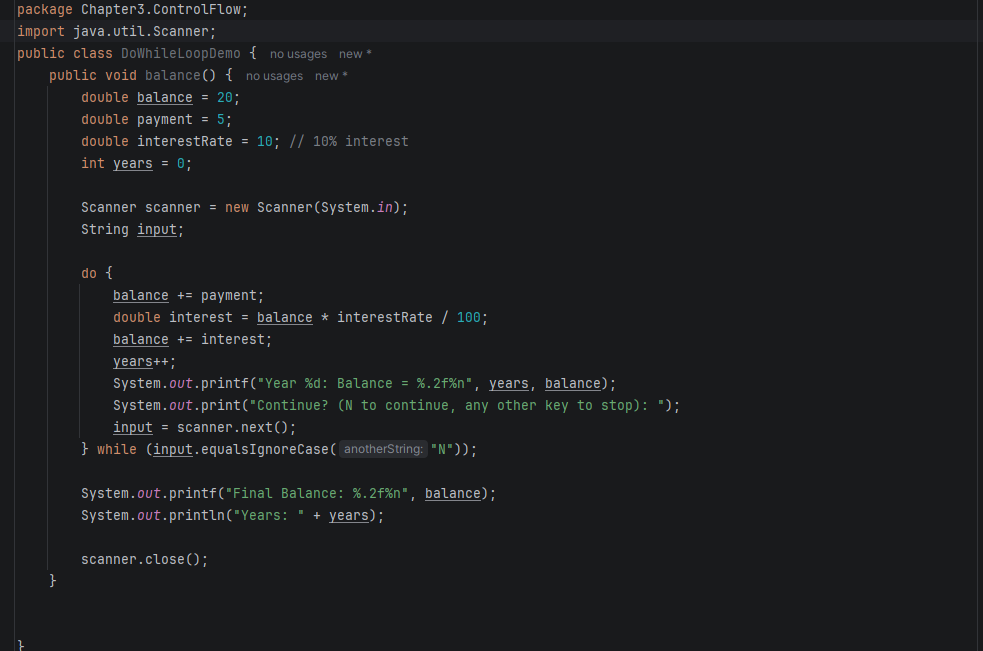 package Chapter3.ControlFlow;
import java.util.Scanner;
public class DoWhileLoopDemo { no usages new *
    public void balance() { no usages new *
        double balance = 20;
        double payment = 5;
        double interestRate = 10; // 10% interest
        int years = 0;

        Scanner scanner = new Scanner(System.in);
        String input;

        do {
            balance += payment;
            double interest = balance * interestRate / 100;
            balance += interest;
            years++;
            System.out.printf("Year %d: Balance = %.2f%n", years, balance);
            System.out.print("Continue? (N to continue, any other key to stop): ");
            input = scanner.next();
        } while (input.equalsIgnoreCase( anotherString: "N"));

        System.out.printf("Final Balance: %.2f%n", balance);
        System.out.println("Years: " + years);

        scanner.close();
    }

}